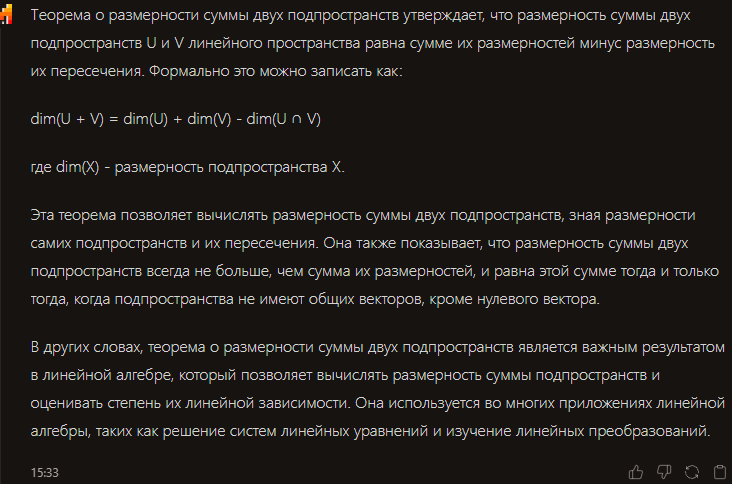 Теорема о размерности суммы двух подпространств утверждает, что размерность суммы двух
подпространств U и V линейного пространства равна сумме их размерностей минус размерность
их пересечения. Формально это можно записать как:
dim(U + V) = dim(U) + dim(V) - dim(U ∩ V)
где dim(X) - размерность подпространства X.
Эта теорема позволяет вычислять размерность суммы двух подпространств, зная размерности
самих подпространств и их пересечения. Она также показывает, что размерность суммы двух
подпространств всегда не больше, чем сумма их размерностей, и равна этой сумме тогда и только
тогда, когда подпространства не имеют общих векторов, кроме нулевого вектора.
В других словах, теорема о размерности суммы двух подпространств является важным результатом
в линейной алгебре, который позволяет вычислять размерность суммы подпространств и
оценивать степень их линейной зависимости. Она используется во многих приложениях линейной
алгебры, таких как решение систем линейных уравнений и изучение линейных преобразований.
15:33